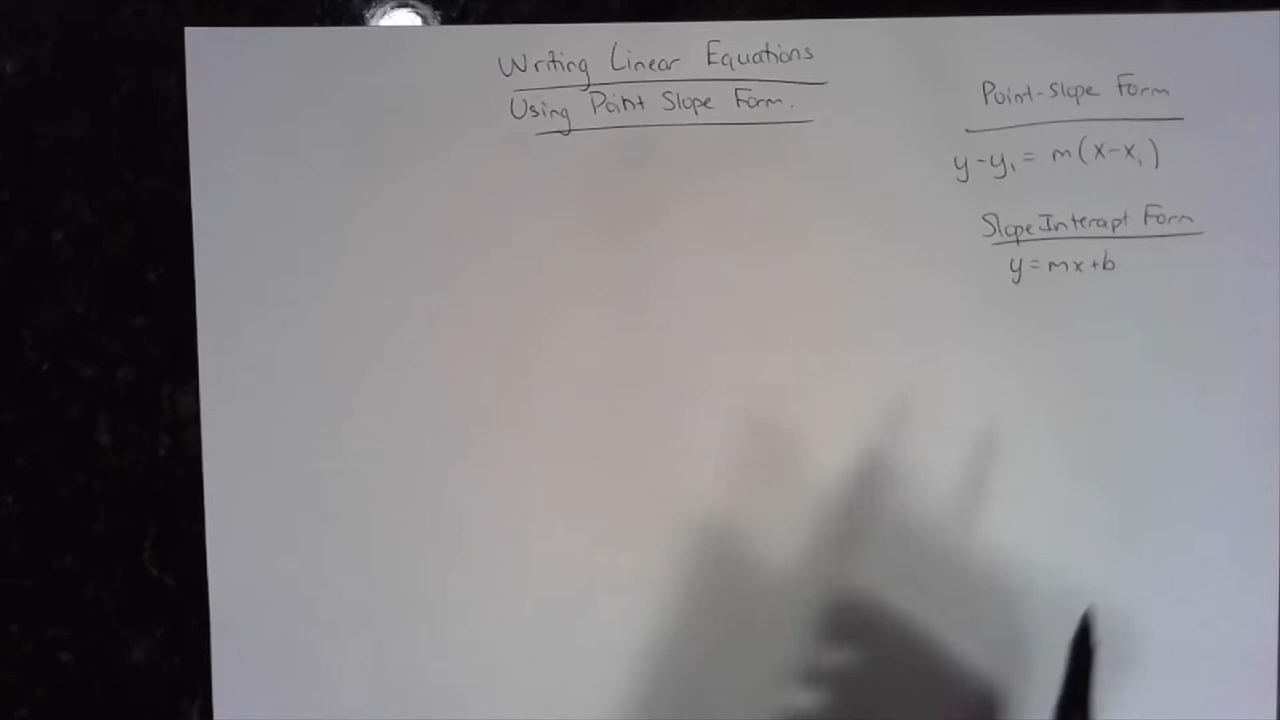 Writing Linear Equations
Using Point Slope Form.
Point-Slope Form
y-y₁= m(x-x₁)
Slope Intercept Form
y=mx+b